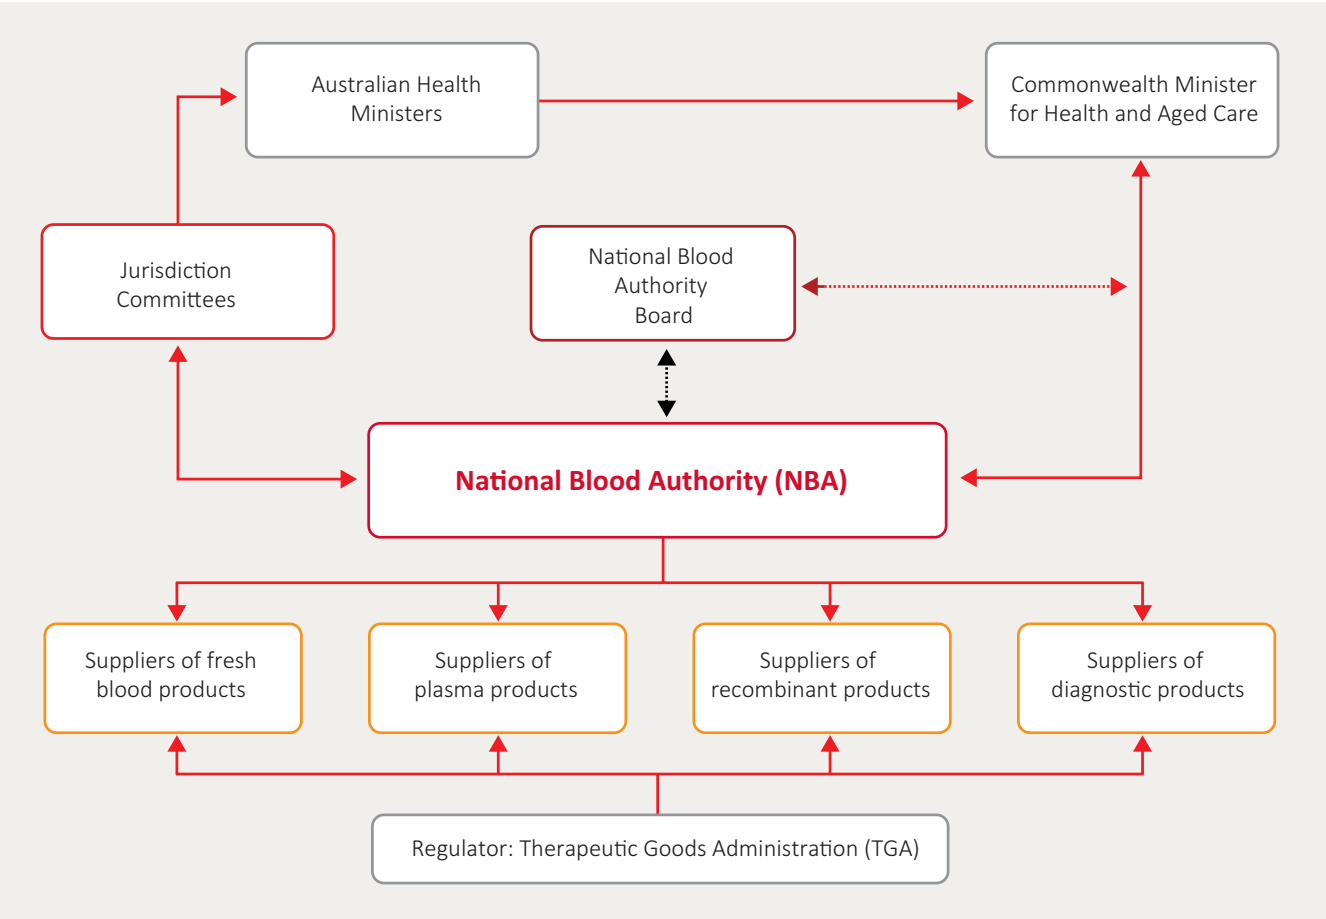 Australian Health
Ministers
Commonwealth Minister
for Health and Aged Care
Jurisdiction
Committees
National Blood
Authority
Board
National Blood Authority (NBA)
Suppliers of fresh
blood products
Suppliers of
plasma products
Suppliers of
recombinant products
Suppliers of
diagnostic products
Regulator: Therapeutic Goods Administration (TGA)